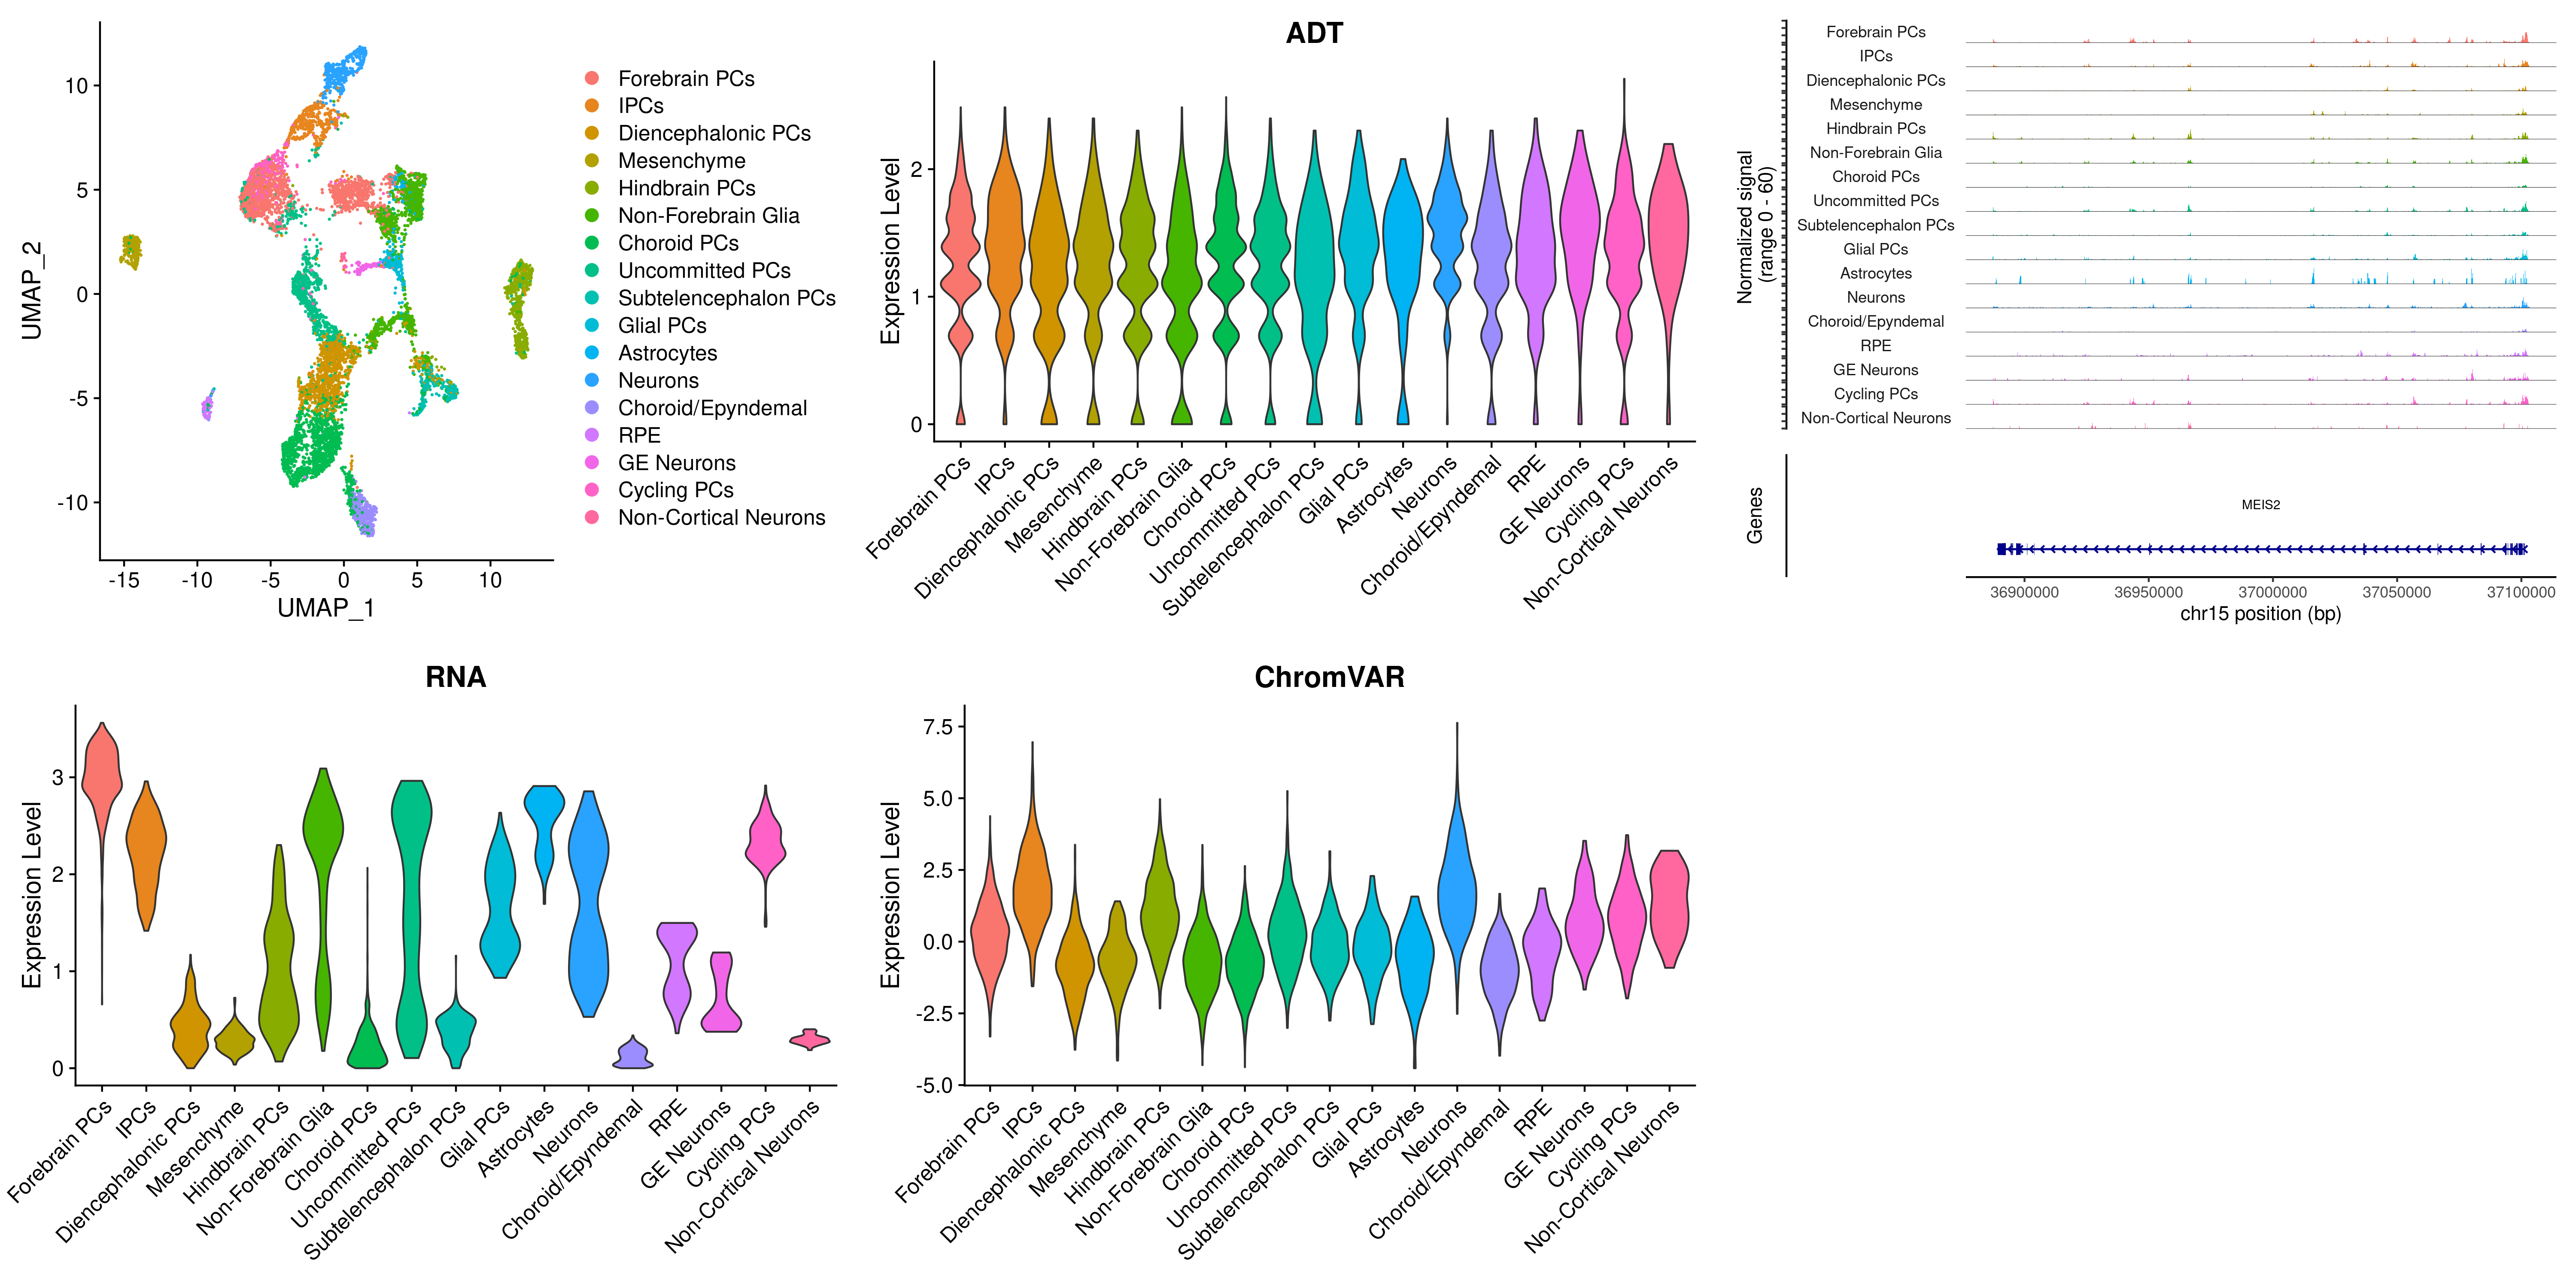 10
5
0
-5
-10
UMAP_2
-15
-10
-5
0
5
10
UMAP_1
Forebrain PCs
IPCs
Diencephalonic PCs
Mesenchyme
Hindbrain PCs
Non-Forebrain Glia
Choroid PCs
Uncommitted PCs
Subtelencephalon PCs
Glial PCs
Astrocytes
Neurons
Choroid/Epyndemal
RPE
GE Neurons
Cycling PCs
Non-Cortical Neurons
ADT
Expression Level
2
1
0
Forebrain PCs
IPCs
Diencephalonic PCs
Mesenchyme
Hindbrain PCs
Non-Forebrain Glia
Choroid PCs
Uncommitted PCs
Subtelencephalon PCs
Glial PCs
Astrocytes
Neurons
Choroid/Epyndemal
RPE
GE Neurons
Cycling PCs
Non-Cortical Neurons
Normalized signal
(range 0 - 60)
Forebrain PCs
IPCs
Diencephalonic PCs
Mesenchyme
Hindbrain PCs
Non-Forebrain Glia
Choroid PCs
Uncommitted PCs
Subtelencephalon PCs
Glial PCs
Astrocytes
Neurons
Choroid/Epyndemal
RPE
GE Neurons
Cycling PCs
Non-Cortical Neurons
Genes
MEIS2
36900000
36950000
37000000
37050000
37100000
chr15 position (bp)
RNA
Expression Level
3
2
1
0
Forebrain PCs
IPCs
Diencephalonic PCs
Mesenchyme
Hindbrain PCs
Non-Forebrain Glia
Choroid PCs
Uncommitted PCs
Subtelencephalon PCs
Glial PCs
Astrocytes
Neurons
Choroid/Epyndemal
RPE
GE Neurons
Cycling PCs
Non-Cortical Neurons
ChromVAR
Expression Level
7.5
5.0
2.5
0.0
-2.5
-5.0
Forebrain PCs
IPCs
Diencephalonic PCs
Mesenchyme
Hindbrain PCs
Non-Forebrain Glia
Choroid PCs
Uncommitted PCs
Subtelencephalon PCs
Glial PCs
Astrocytes
Neurons
Choroid/Epyndemal
RPE
GE Neurons
Cycling PCs
Non-Cortical Neurons